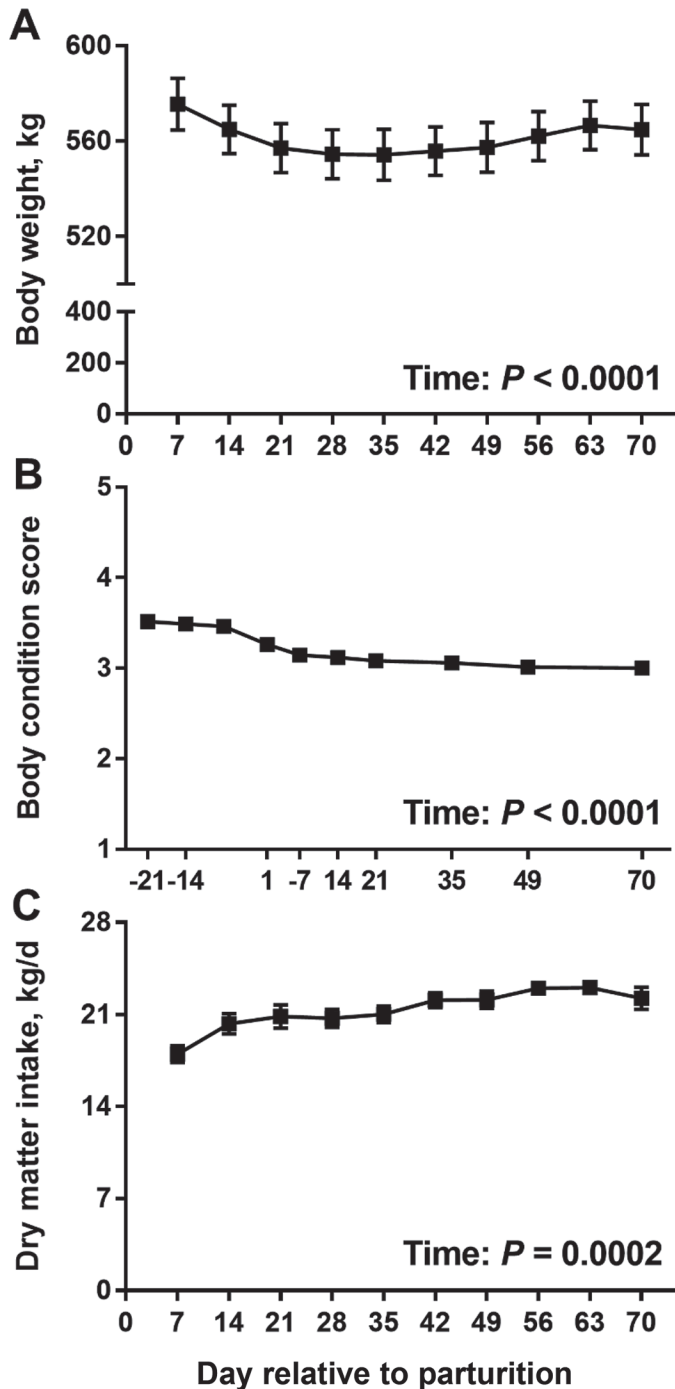 A
Body weight, kg
600
560
520
400
200
0
Time: P < 0.0001
0 7 14 21 28 35 42 49 56 63 70
B
Body condition score
5
4
3
2
1
Time: P < 0.0001
-21 -14 1 -7 14 21 35 49 70
C
Dry matter intake, kg/d
28
21
14
7
0
Time: P = 0.0002
0 7 14 21 28 35 42 49 56 63 70
Day relative to parturition